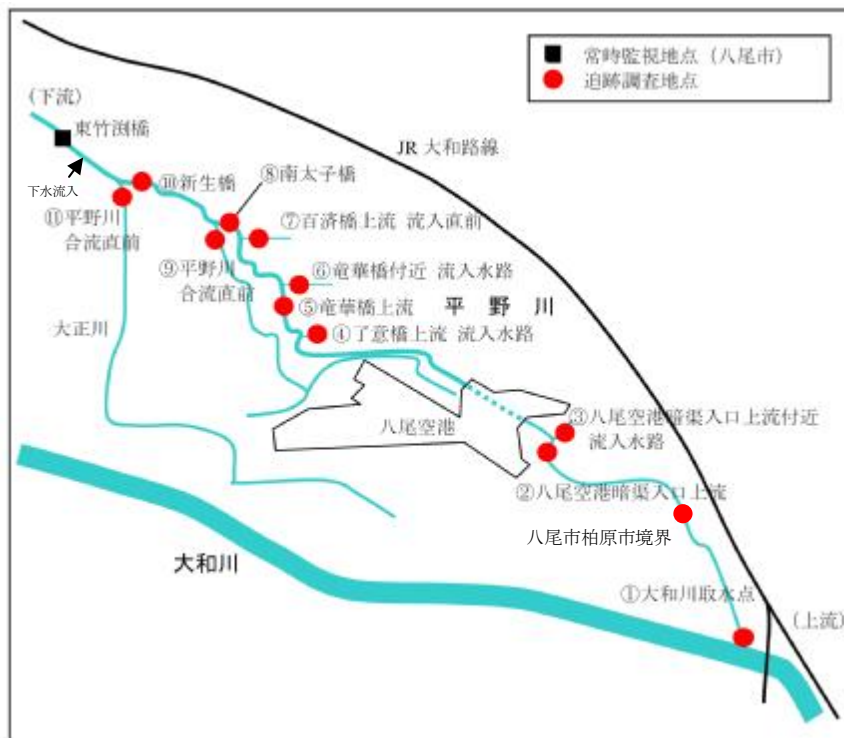 常時監視地点（八尾市）
追跡調査地点
(下流)
東竹渕橋
JR 大和路線
下水流入
⑩新生橋
⑧南太子橋
⑪平野川
合流直前
⑦百済橋上流 流入直前
⑨平野川
合流直前
⑥竜華橋付近 流入水路
⑤竜華橋上流
平 野 川
④了意橋上流 流入水路
大正川
八尾空港
③八尾空港暗渠入口上流付近
流入水路
②八尾空港暗渠入口上流
八尾市柏原市境界
大和川
①大和川取水点
(上流)